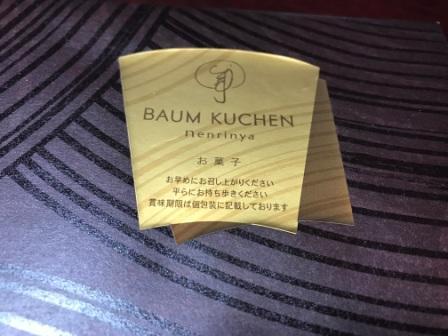 BAUM KUCHEN
nenrinya
お菓子
お早めにお召し上がりください
平らにお持ち歩きください
賞味期限は個包装に記載しております